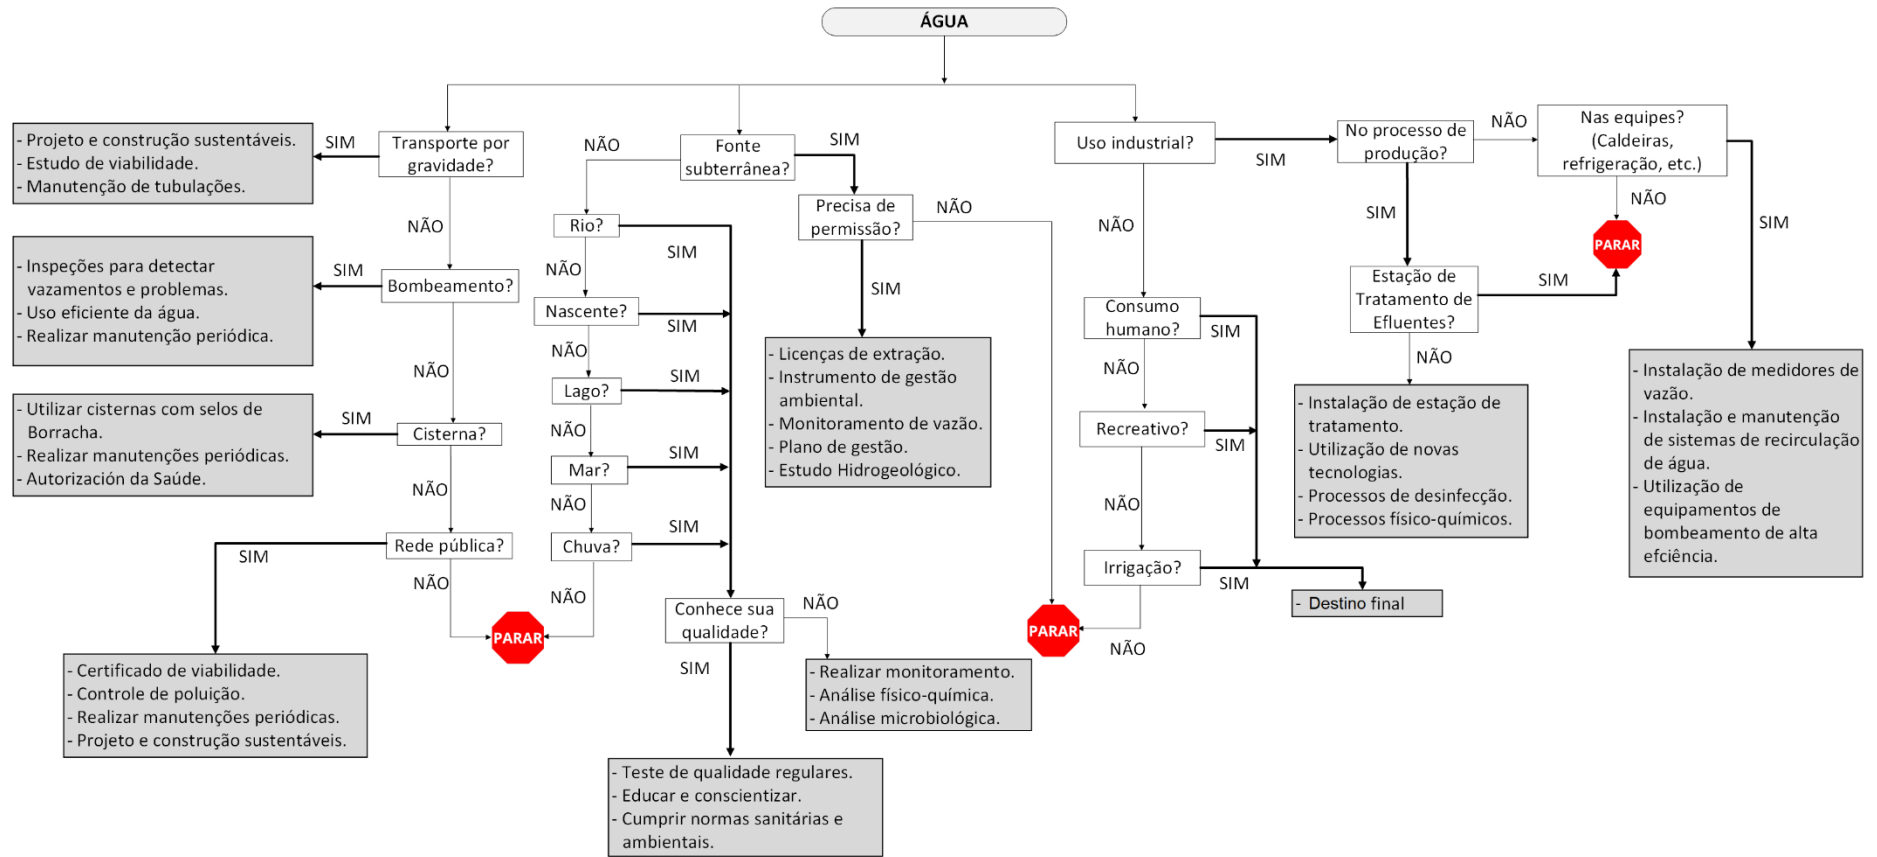 ÁGUA
- Projeto e construção sustentáveis.
- Estudo de viabilidade.
- Manutenção de tubulações.
SIM
Transporte por
gravidade?
NÃO
- Inspeções para detectar
vazamentos e problemas.
- Uso eficiente da água.
- Realizar manutenção periódica.
SIM
Bombeamento?
NÃO
- Utilizar cisternas com selos de
Borracha.
- Realizar manutenções periódicas.
- Autorización da Saúde.
SIM
Cisterna?
NÃO
SIM
Rede pública?
NÃO
PARAR
- Certificado de viabilidade.
- Controle de poluição.
- Realizar manutenções periódicas.
- Projeto e construção sustentáveis.
NÃO
Fonte
subterrânea?
SIM
Precisa de
permissão?
NÃO
SIM
- Licenças de extração.
- Instrumento de gestão
ambiental.
- Monitoramento de vazão.
- Plano de gestão.
- Estudo Hidrogeológico.
Rio?
SIM
NÃO
Nascente?
SIM
NÃO
Lago?
SIM
NÃO
Mar?
SIM
NÃO
Chuva?
SIM
NÃO
Conhece sua
qualidade?
NÃO
SIM
- Realizar monitoramento.
- Análise físico-química.
- Análise microbiológica.
- Teste de qualidade regulares.
- Educar e conscientizar.
- Cumprir normas sanitárias e
ambientais.
Uso industrial?
SIM
NÃO
Consumo
humano?
SIM
NÃO
Recreativo?
SIM
NÃO
Irrigação?
SIM
NÃO
PARAR
- Destino final
No processo de
produção?
NÃO
SIM
Estação de
Tratamento de
Efluentes?
SIM
NÃO
- Instalação de estação de
tratamento.
- Utilização de novas
tecnologias.
- Processos de desinfecção.
- Processos físico-químicos.
Nas equipes?
(Caldeiras,
refrigeração, etc.)
NÃO
PARAR
SIM
- Instalação de medidores de
vazão.
- Instalação e manutenção
de sistemas de recirculação
de água.
- Utilização de
equipamentos de
bombeamento de alta
efciência.